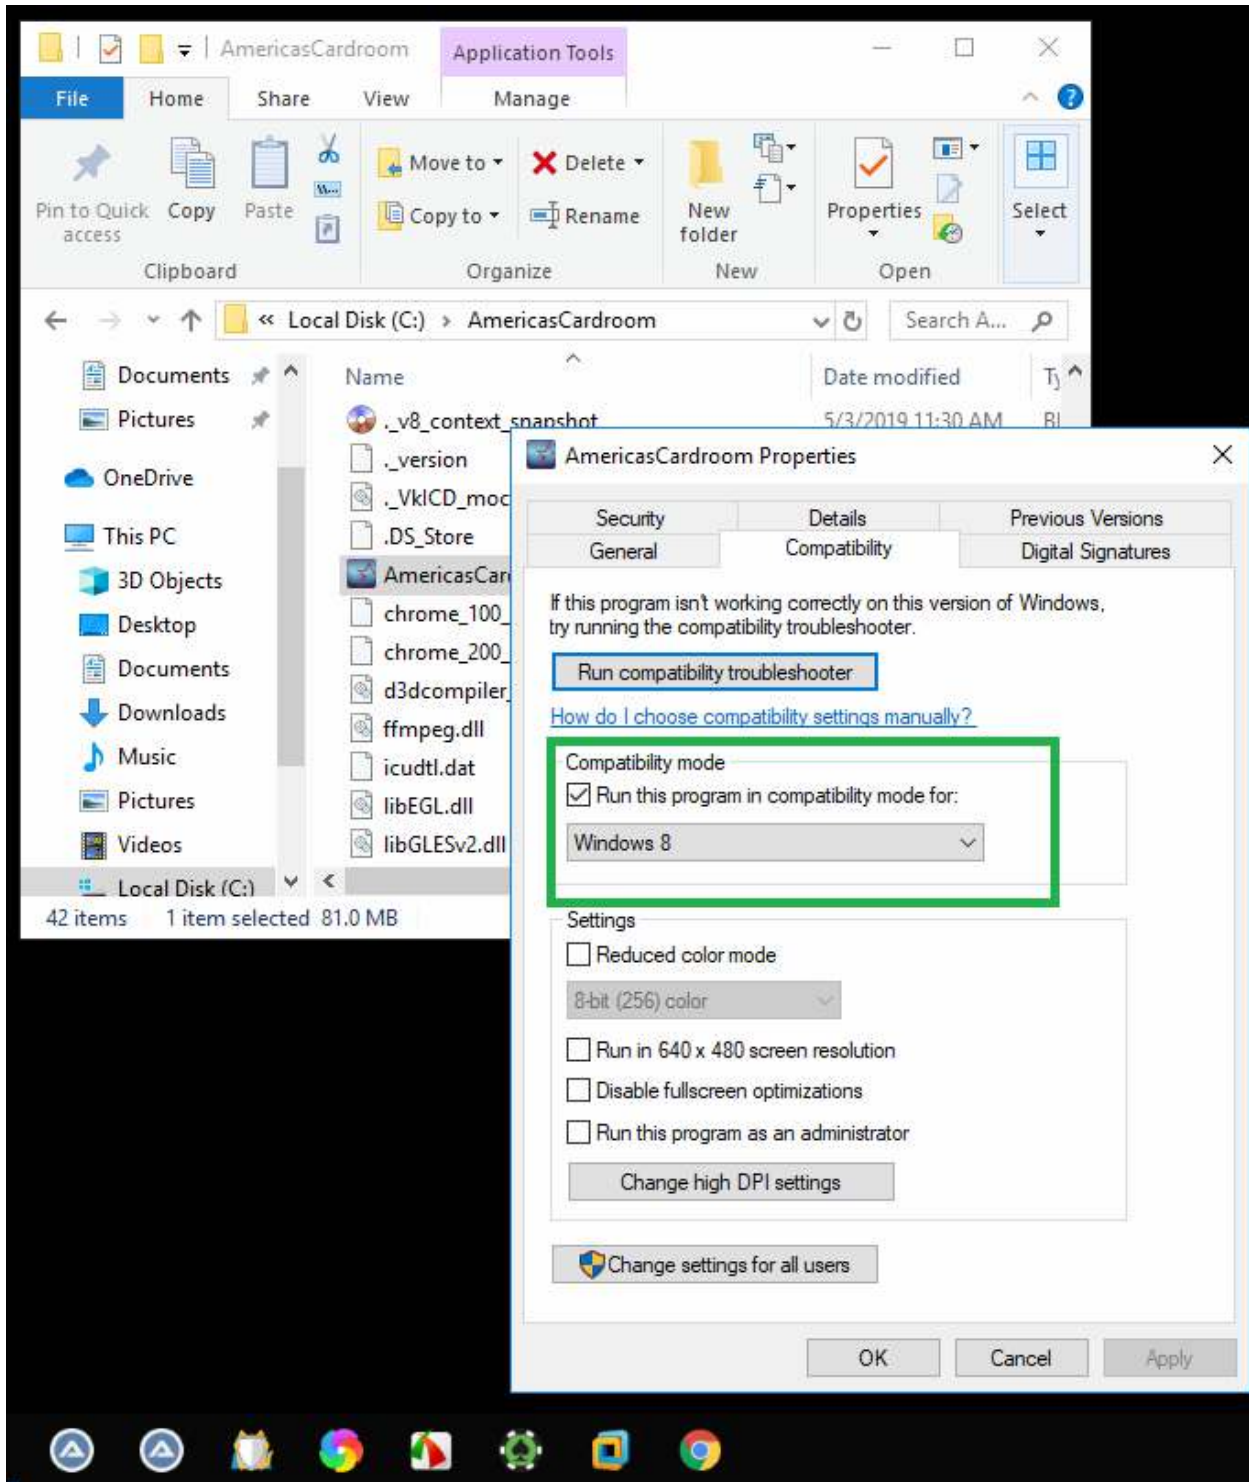 AmericasCardroom
Application Tools
File Home Share View Manage
Pin to Quick access
Copy
Paste
Move to
Copy to
Delete
Rename
New folder
Properties
Select
Clipboard Organize New Open
« Local Disk (C:) › AmericasCardroom
Search A...
Documents
Pictures
OneDrive
This PC
3D Objects
Desktop
Documents
Downloads
Music
Pictures
Videos
Local Disk (C:)
Name Date modified Ty
._v8_context_snapshot 5/3/2019 11:30 AM BI
._version
._VkICD_moc
.DS_Store
AmericasCar
chrome_100_
chrome_200_
d3dcompiler_
ffmpeg.dll
icudtl.dat
libEGL.dll
libGLESv2.dll
42 items 1 item selected 81.0 MB
AmericasCardroom Properties
Security Details Previous Versions
General Compatibility Digital Signatures
If this program isn't working correctly on this version of Windows,
try running the compatibility troubleshooter.
Run compatibility troubleshooter
How do I choose compatibility settings manually?
Compatibility mode
Run this program in compatibility mode for:
Windows 8
Settings
Reduced color mode
8-bit (256) color
Run in 640 x 480 screen resolution
Disable fullscreen optimizations
Run this program as an administrator
Change high DPI settings
Change settings for all users
OK Cancel Apply